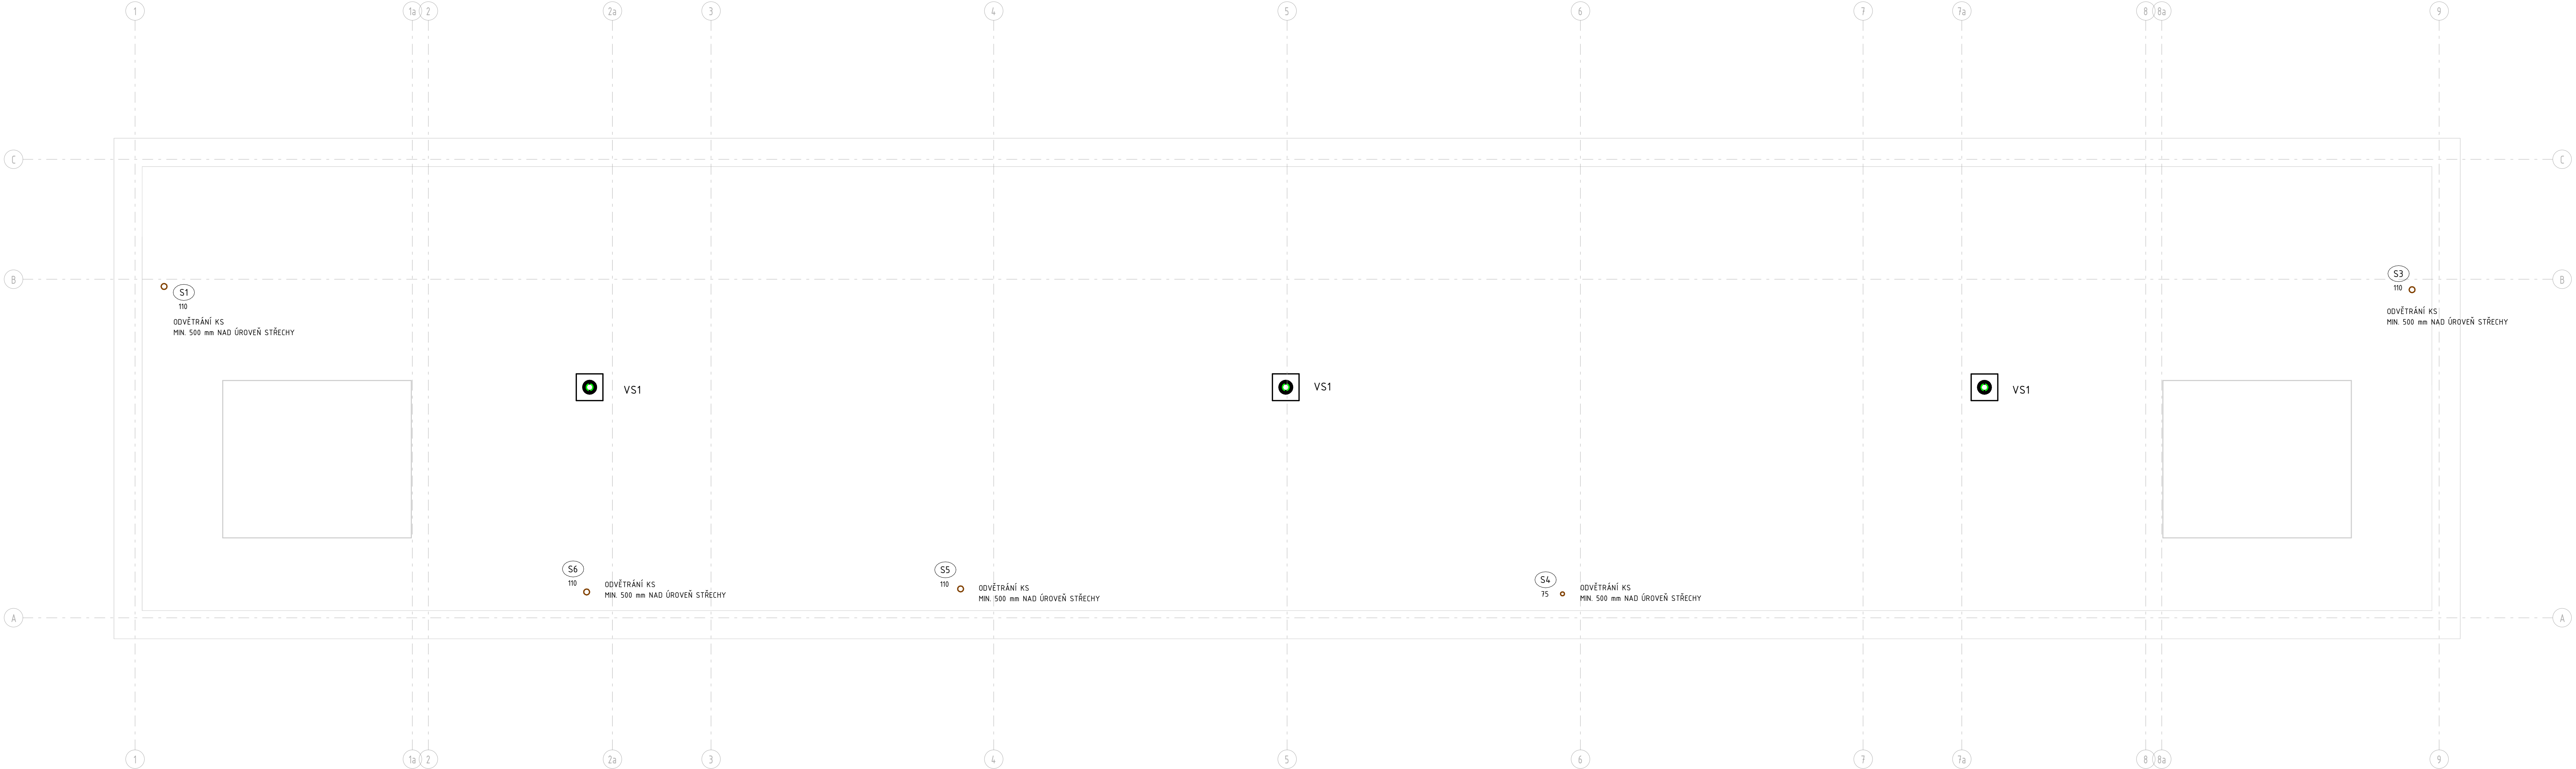 1 1a 2 2a 3 4 5 6 7 7a 8 8a 9
C C
B B
S1
110
ODVĚTRÁNÍ KS
MIN. 500 mm NAD ÚROVEŇ STŘECHY
S3
110
ODVĚTRÁNÍ KS
MIN. 500 mm NAD ÚROVEŇ STŘECHY
VS1
VS1
VS1
S6
110
ODVĚTRÁNÍ KS
MIN. 500 mm NAD ÚROVEŇ STŘECHY
S5
110
ODVĚTRÁNÍ KS
MIN. 500 mm NAD ÚROVEŇ STŘECHY
S4
75
ODVĚTRÁNÍ KS
MIN. 500 mm NAD ÚROVEŇ STŘECHY
A A
1 1a 2 2a 3 4 5 6 7 7a 8 8a 9